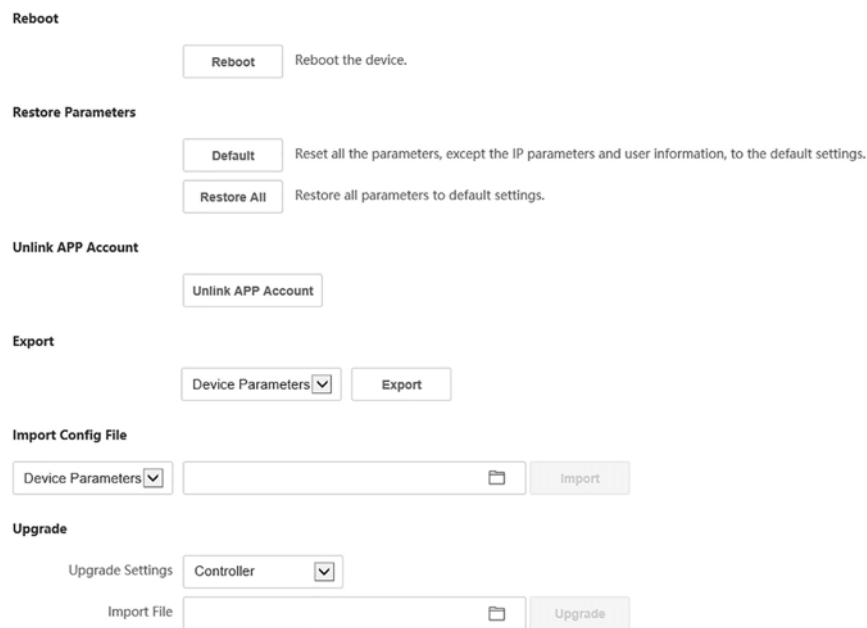 Reboot
Reboot Reboot the device.
Restore Parameters
Default Reset all the parameters, except the IP parameters and user information, to the default settings.
Restore All Restore all parameters to default settings.
Unlink APP Account
Unlink APP Account
Export
Device Parameters Export
Import Config File
Device Parameters Import
Upgrade
Upgrade Settings Controller
Import File Upgrade